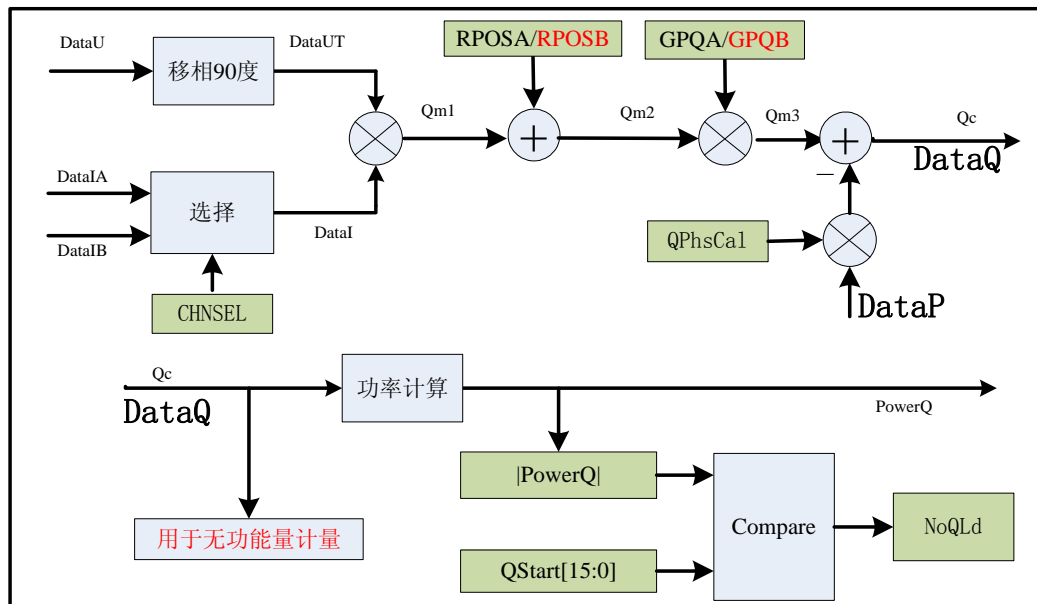 DataU
移相90度
DataUT
RPOSA/RPOSB
GPQA/GPQB
Qm1
Qm2
Qm3
Qc
DataQ
DataIA
选择
DataIB
DataI
QPhsCal
CHNSEL
DataP
Qc
DataQ
功率计算
PowerQ
|PowerQ|
用于无功能量计量
Compare
NoQLd
QStart[15:0]